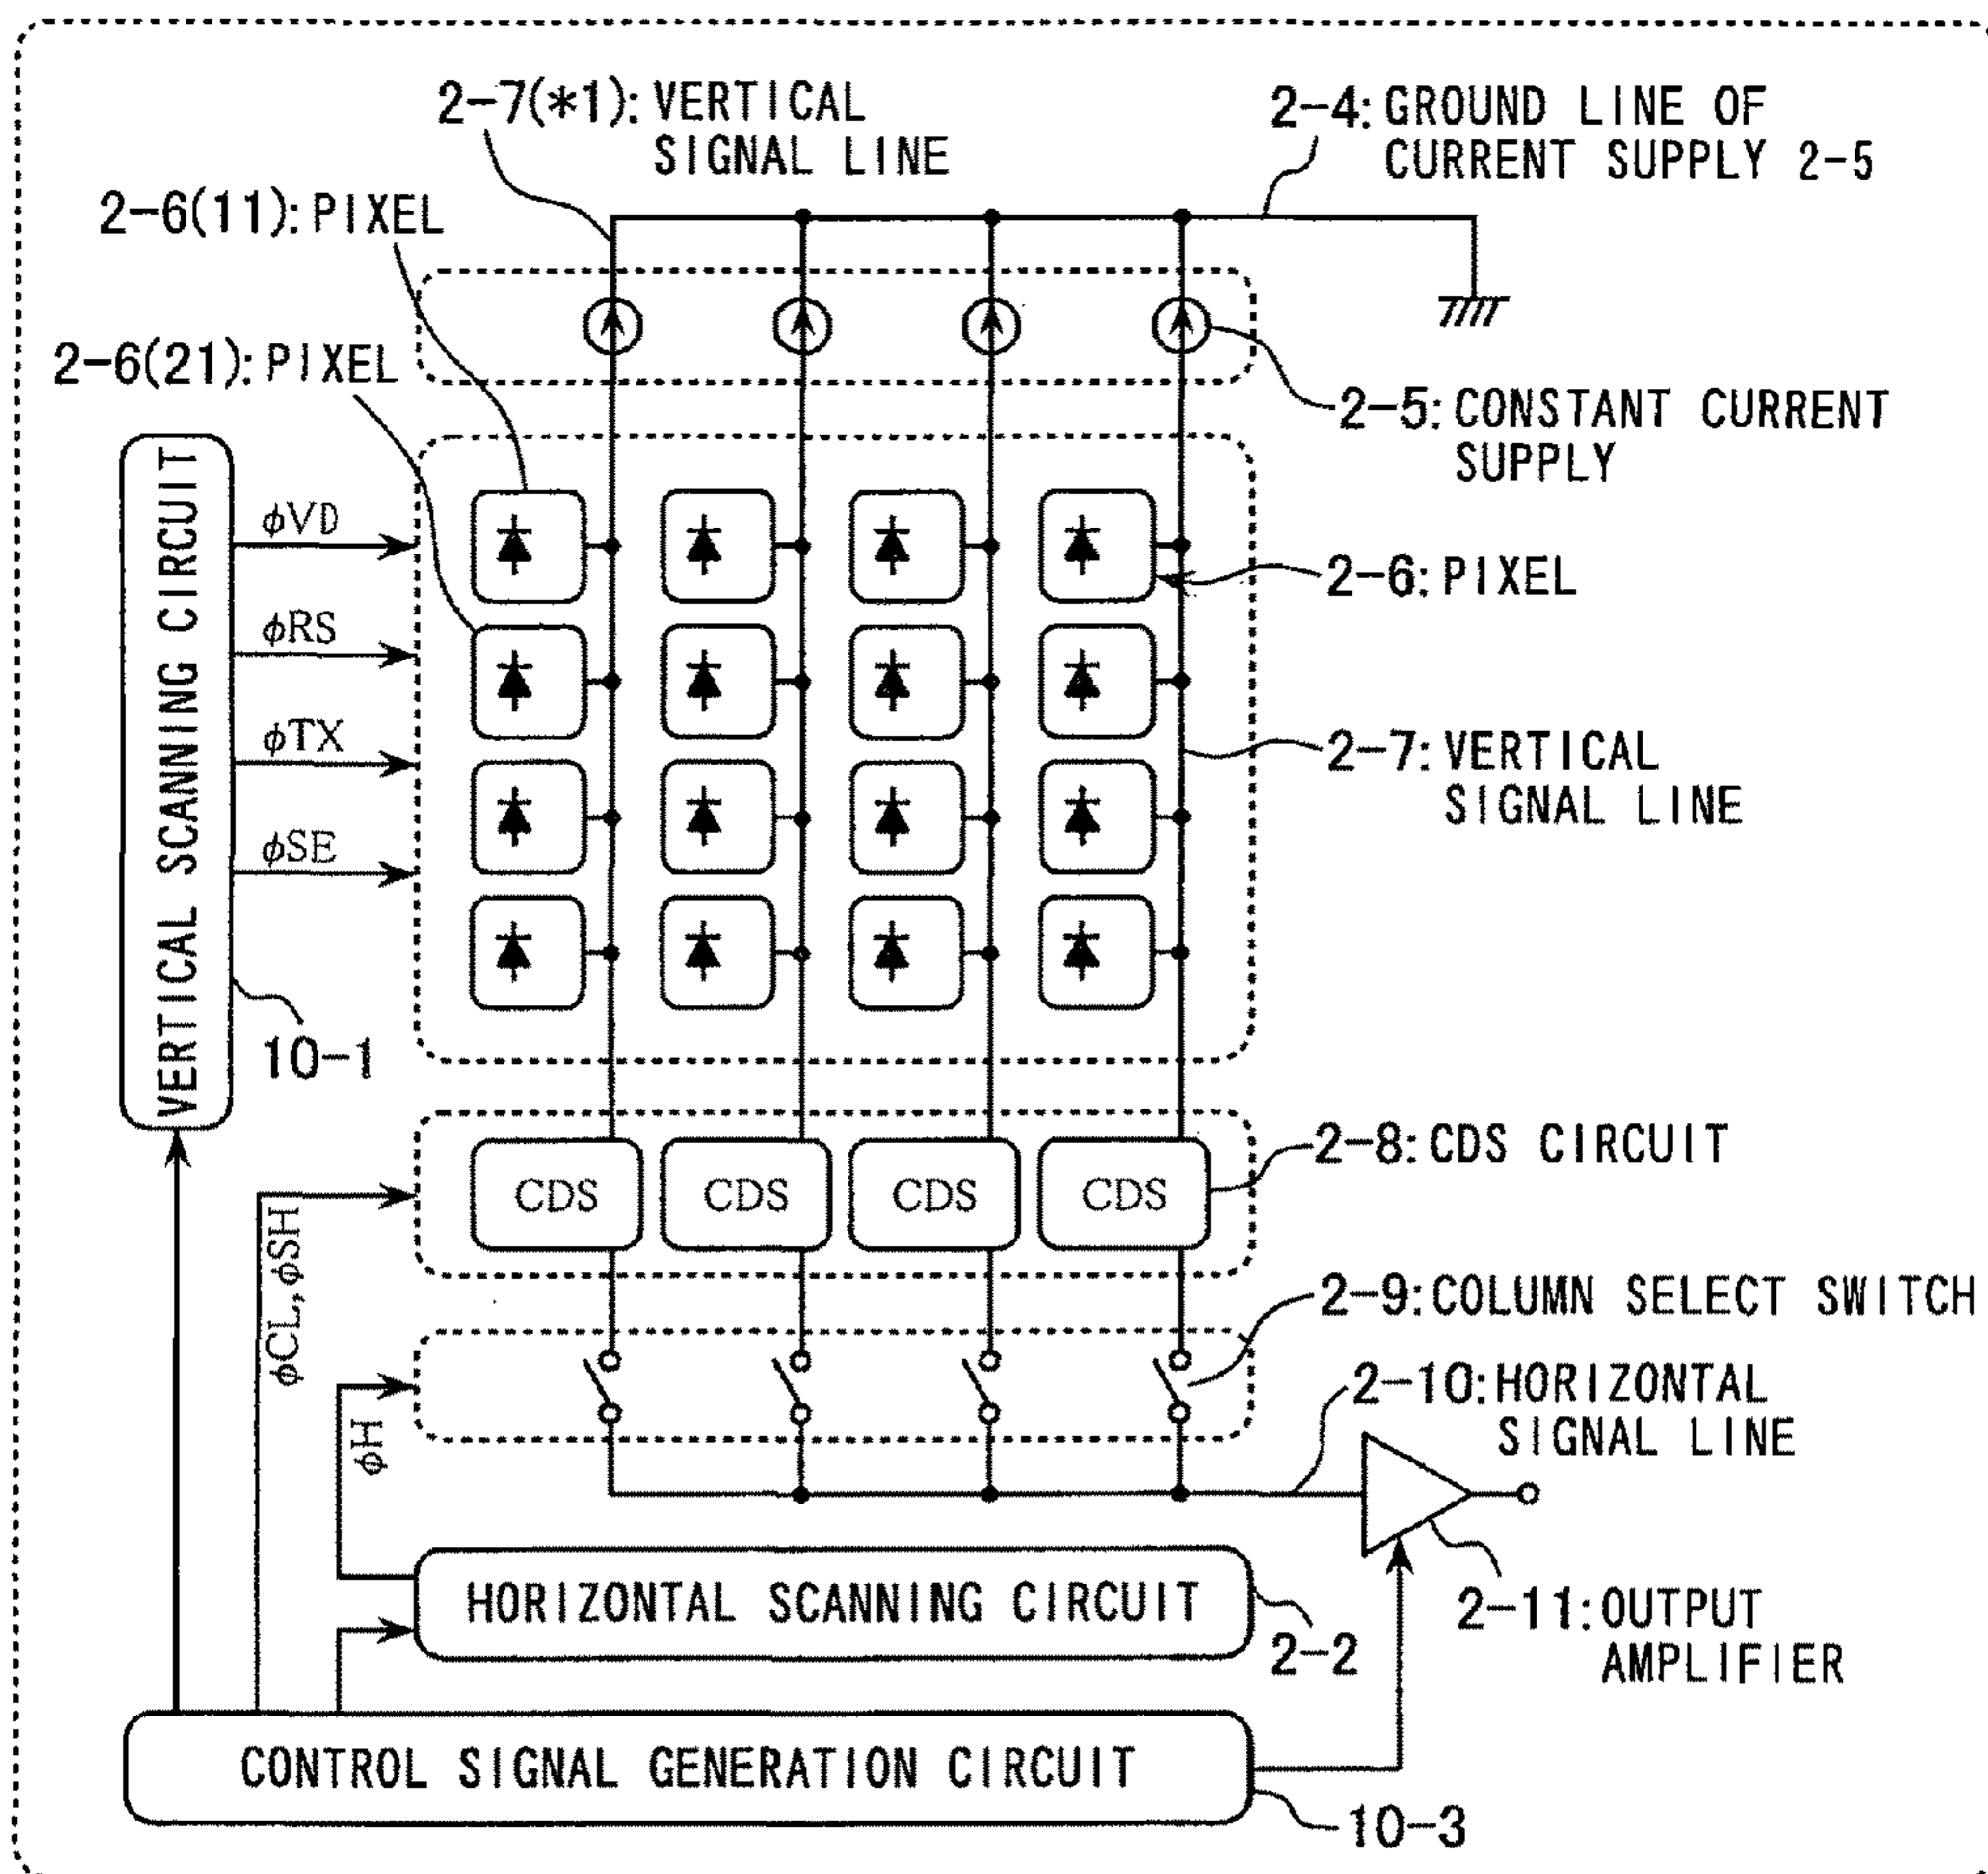 2-7(*1): VERTICAL
SIGNAL LINE
2-4: GROUND LINE OF
CURRENT SUPPLY 2-5
2-6(11): PIXEL
2-6(21): PIXEL
2-5: CONSTANT CURRENT
SUPPLY
VERTICAL SCANNING CIRCUIT
ϕVD
ϕRS
ϕTX
ϕSE
2-6: PIXEL
2-7: VERTICAL
SIGNAL LINE
10-1
CDS CDS CDS CDS
2-8: CDS CIRCUIT
ϕCL, ϕSH
2-9: COLUMN SELECT SWITCH
ϕH
2-10: HORIZONTAL
SIGNAL LINE
HORIZONTAL SCANNING CIRCUIT
2-2
2-11: OUTPUT
AMPLIFIER
CONTROL SIGNAL GENERATION CIRCUIT
10-3